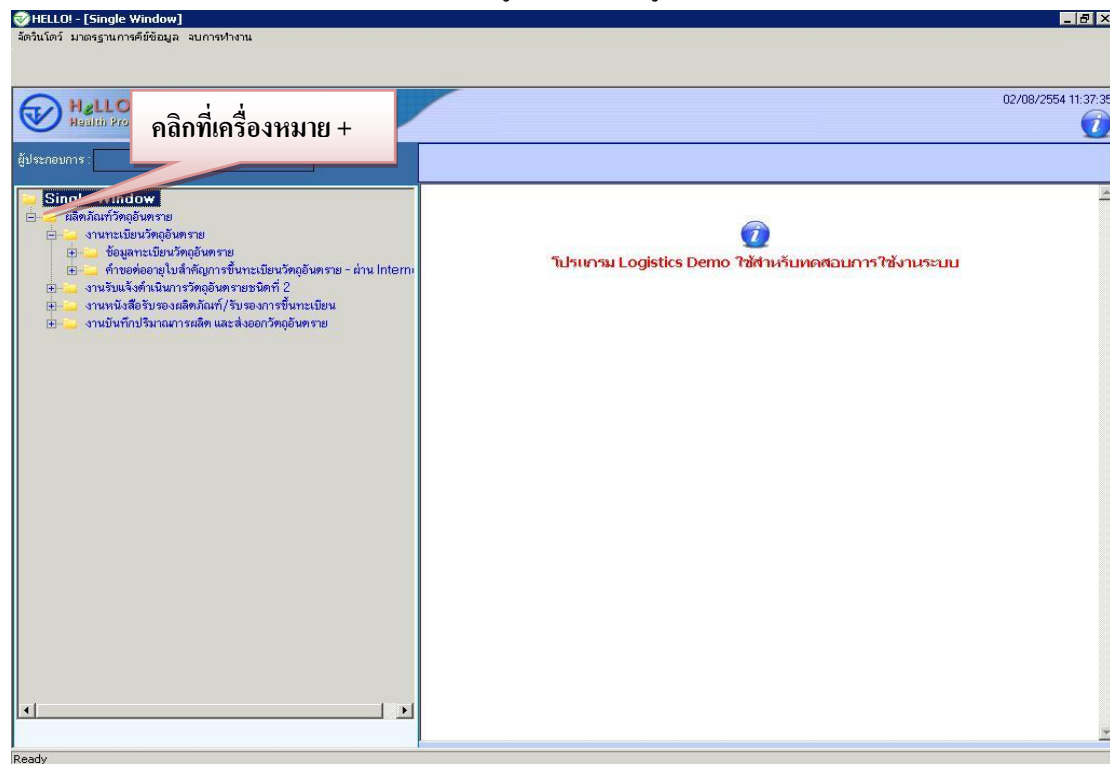 HELLO! - [Single Window]
จัดวินโดว์ มาตรฐานการคีย์ข้อมูล จบการทำงาน
HeLLO
Health Pro
02/08/2554 11:37:35
คลิกที่เครื่องหมาย +
ผู้ประกอบการ :
Single Window
ผลิตภัณฑ์วัตถุอันตราย
งานทะเบียนวัตถุอันตราย
ข้อมูลทะเบียนวัตถุอันตราย
คำขอต่ออายุใบสำคัญการขึ้นทะเบียนวัตถุอันตราย - ผ่าน Intern
งานรับแจ้งดำเนินการวัตถุอันตรายชนิดที่ 2
งานหนังสือรับรองผลิตภัณฑ์/รับรองการขึ้นทะเบียน
งานบันทึกปริมาณการผลิต และส่งออกวัตถุอันตราย
โปรแกรม Logistics Demo ใช้สำหรับทดสอบการใช้งานระบบ
Ready